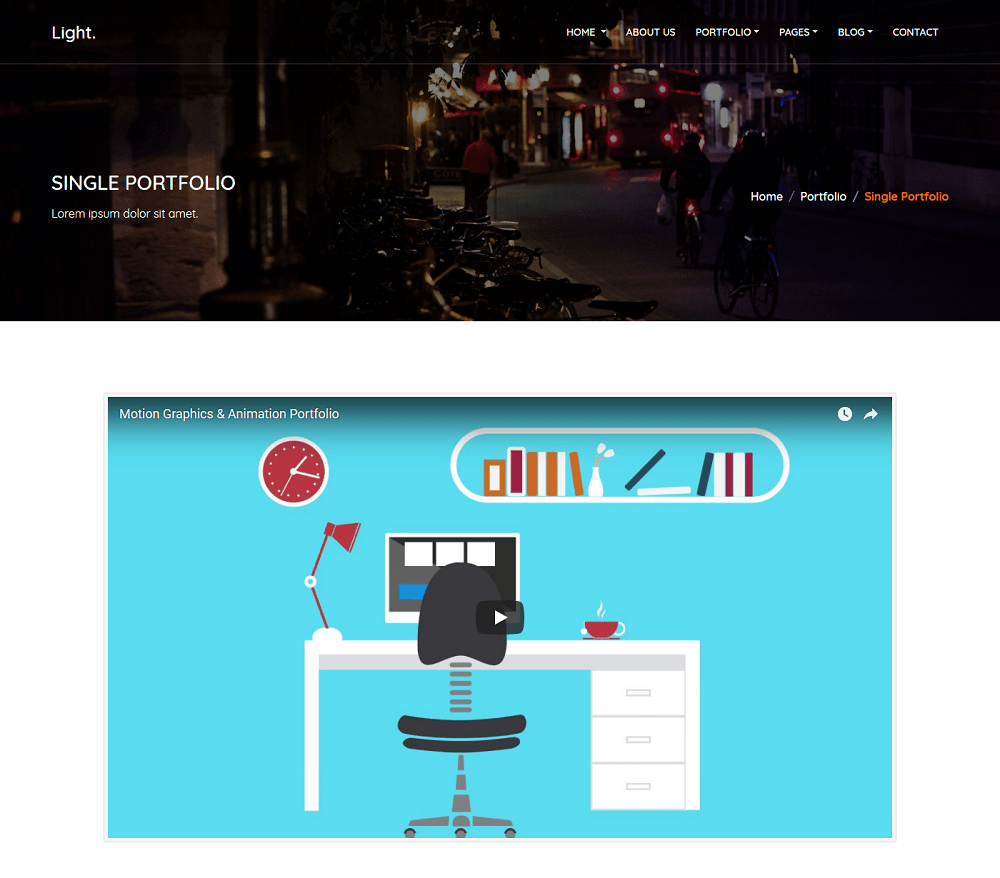 Light.
HOME ABOUT US PORTFOLIO PAGES BLOG CONTACT
SINGLE PORTFOLIO
Lorem ipsum dolor sit amet.
Home / Portfolio / Single Portfolio
Motion Graphics & Animation Portfolio